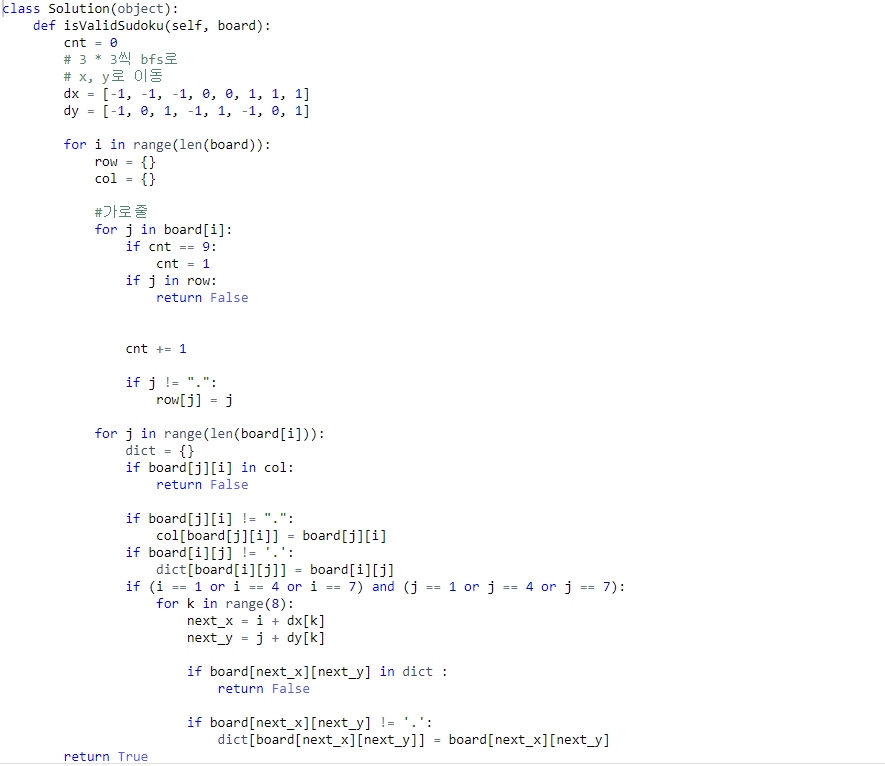 class Solution(object):
    def isValidSudoku(self, board):
        cnt = 0
        # 3 * 3씩 bfs로
        # x, y로 이동
        dx = [-1, -1, -1, 0, 0, 1, 1, 1]
        dy = [-1, 0, 1, -1, 1, -1, 0, 1]
        for i in range(len(board)):
            row = {}
            col = {}
            #가로줄
            for j in board[i]:
                if cnt == 9:
                    cnt = 1
                if j in row:
                    return False
                cnt += 1
                if j != ".":
                    row[j] = j
            for j in range(len(board[i])):
                dict = {}
                if board[j][i] in col:
                    return False
                if board[j][i] != ".":
                    col[board[j][i]] = board[j][i]
                if board[i][j] != '.':
                    dict[board[i][j]] = board[i][j]
                if (i == 1 or i == 4 or i == 7) and (j == 1 or j == 4 or j == 7):
                    for k in range(8):
                        next_x = i + dx[k]
                        next_y = j + dy[k]
                        if board[next_x][next_y] in dict :
                            return False
                        if board[next_x][next_y] != '.':
                            dict[board[next_x][next_y]] = board[next_x][next_y]
        return True